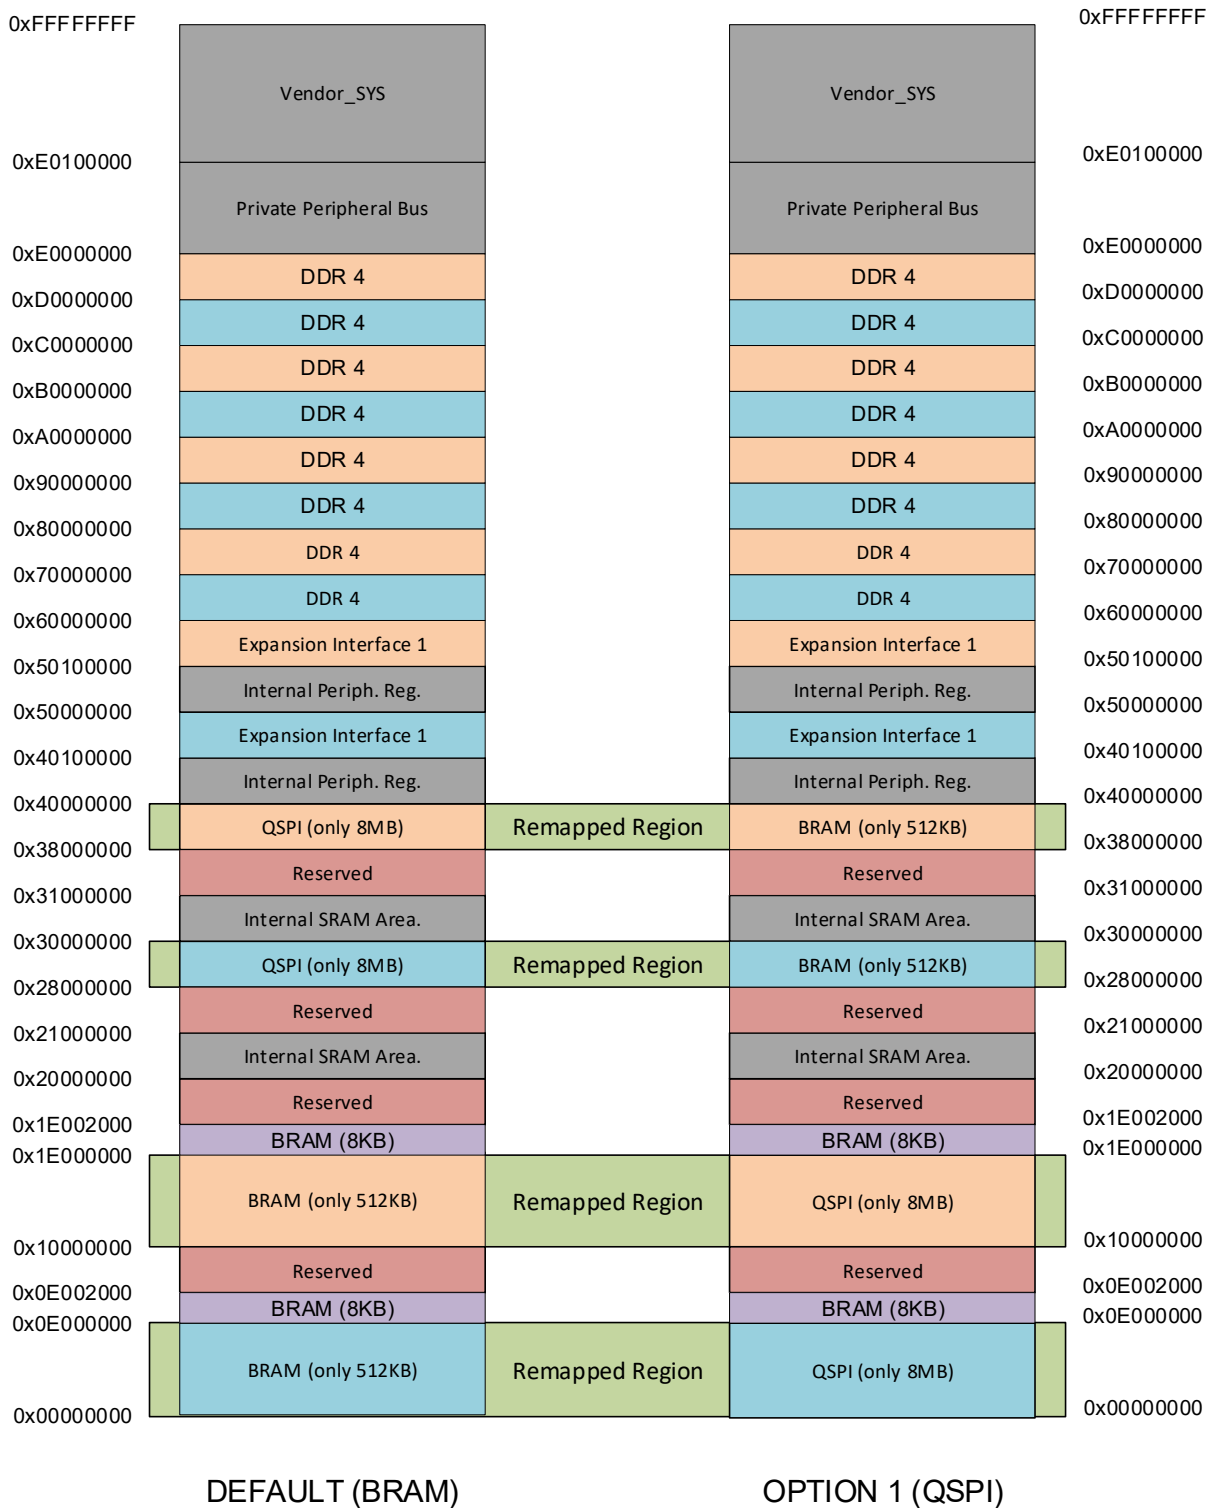 0xFFFFFFFF
Vendor_SYS
0xE0100000
Private Peripheral Bus
0xE0000000
DDR 4
0xD0000000
DDR 4
0xC0000000
DDR 4
0xB0000000
DDR 4
0xA0000000
DDR 4
0x90000000
DDR 4
0x80000000
DDR 4
0x70000000
DDR 4
0x60000000
Expansion Interface 1
0x50100000
Internal Periph. Reg.
0x50000000
Expansion Interface 1
0x40100000
Internal Periph. Reg.
0x40000000
QSPI (only 8MB)
0x38000000
Reserved
0x31000000
Internal SRAM Area.
0x30000000
QSPI (only 8MB)
0x28000000
Reserved
0x21000000
Internal SRAM Area.
0x20000000
Reserved
0x1E002000
BRAM (8KB)
0x1E000000
BRAM (only 512KB)
0x10000000
Reserved
0x0E002000
BRAM (8KB)
0x0E000000
BRAM (only 512KB)
0x00000000
DEFAULT (BRAM)
Remapped Region
Remapped Region
Remapped Region
Remapped Region
0xFFFFFFFF
Vendor_SYS
0xE0100000
Private Peripheral Bus
0xE0000000
DDR 4
0xD0000000
DDR 4
0xC0000000
DDR 4
0xB0000000
DDR 4
0xA0000000
DDR 4
0x90000000
DDR 4
0x80000000
DDR 4
0x70000000
DDR 4
0x60000000
Expansion Interface 1
0x50100000
Internal Periph. Reg.
0x50000000
Expansion Interface 1
0x40100000
Internal Periph. Reg.
0x40000000
BRAM (only 512KB)
0x38000000
Reserved
0x31000000
Internal SRAM Area.
0x30000000
BRAM (only 512KB)
0x28000000
Reserved
0x21000000
Internal SRAM Area.
0x20000000
Reserved
0x1E002000
BRAM (8KB)
0x1E000000
QSPI (only 8MB)
0x10000000
Reserved
0x0E002000
BRAM (8KB)
0x0E000000
QSPI (only 8MB)
0x00000000
OPTION 1 (QSPI)